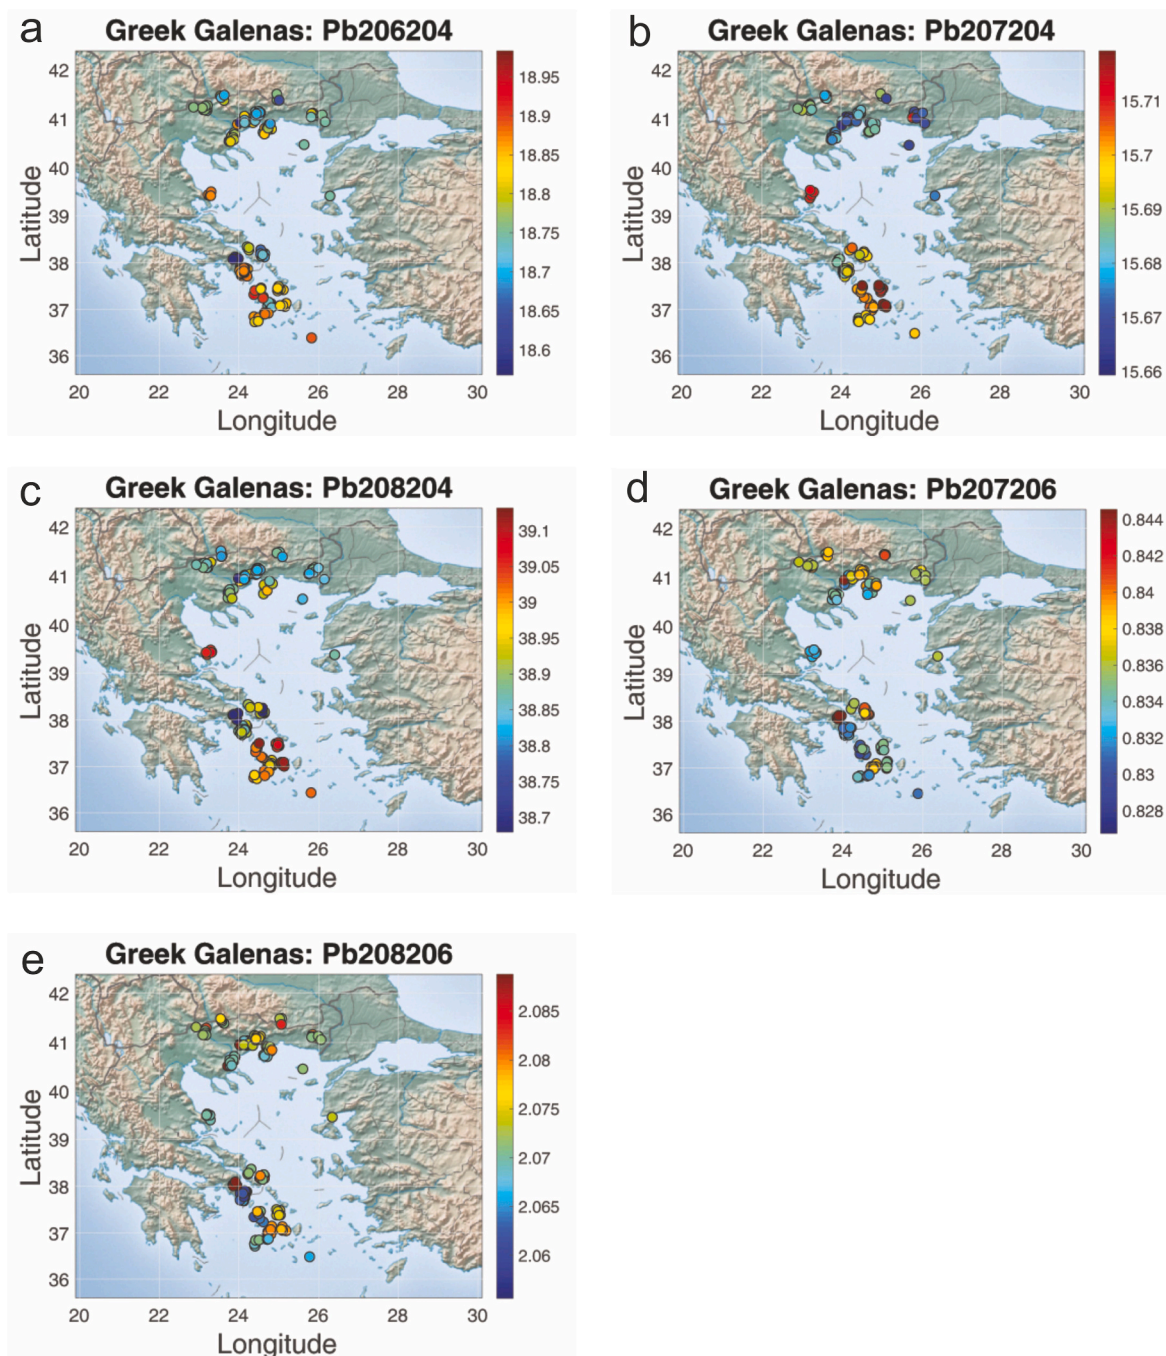 a
Greek Galenas: Pb206204
42
41
40
39
38
37
36
Latitude
20 22 24 26 28 30
Longitude
18.95
18.9
18.85
18.8
18.75
18.7
18.65
18.6
b
Greek Galenas: Pb207204
42
41
40
39
38
37
36
Latitude
20 22 24 26 28 30
Longitude
15.71
15.7
15.69
15.68
15.67
15.66
c
Greek Galenas: Pb208204
42
41
40
39
38
37
36
Latitude
20 22 24 26 28 30
Longitude
39.1
39.05
39
38.95
38.9
38.85
38.8
38.75
38.7
d
Greek Galenas: Pb207206
42
41
40
39
38
37
36
Latitude
20 22 24 26 28 30
Longitude
0.844
0.842
0.84
0.838
0.836
0.834
0.832
0.83
0.828
e
Greek Galenas: Pb208206
42
41
40
39
38
37
36
Latitude
20 22 24 26 28 30
Longitude
2.085
2.08
2.075
2.07
2.065
2.06